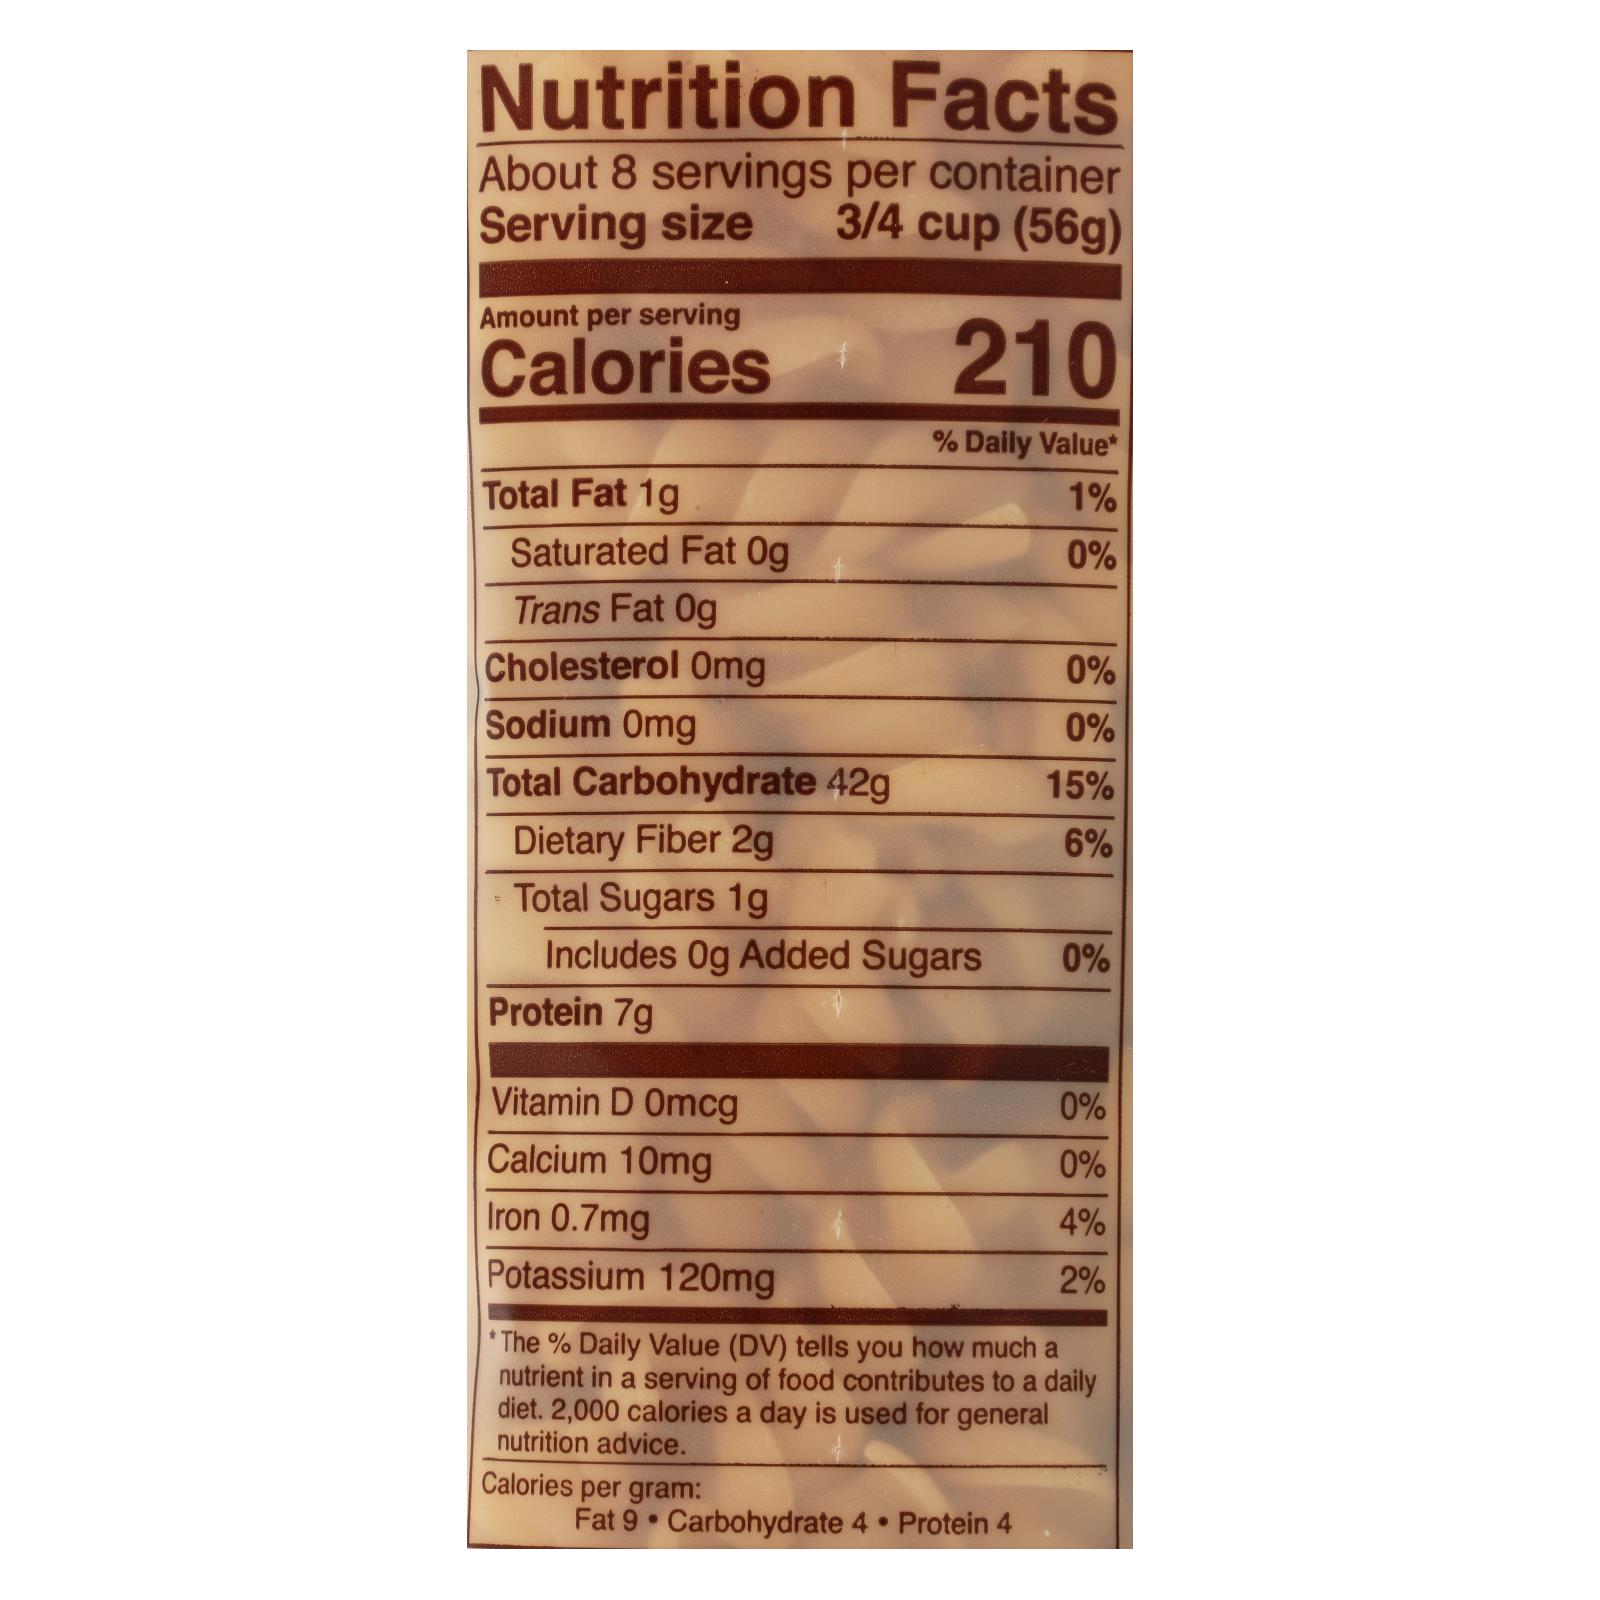 Nutrition Facts
About 8 servings per container
Serving size 3/4 cup (56g)
Amount per serving
Calories 210
% Daily Value*
Total Fat 1g 1%
Saturated Fat 0g 0%
Trans Fat 0g
Cholesterol 0mg 0%
Sodium 0mg 0%
Total Carbohydrate 42g 15%
Dietary Fiber 2g 6%
Total Sugars 1g
Includes 0g Added Sugars 0%
Protein 7g
Vitamin D 0mcg 0%
Calcium 10mg 0%
Iron 0.7mg 4%
Potassium 120mg 2%
*The % Daily Value (DV) tells you how much a
nutrient in a serving of food contributes to a daily
diet. 2,000 calories a day is used for general
nutrition advice.
Calories per gram:
Fat 9 • Carbohydrate 4 • Protein 4